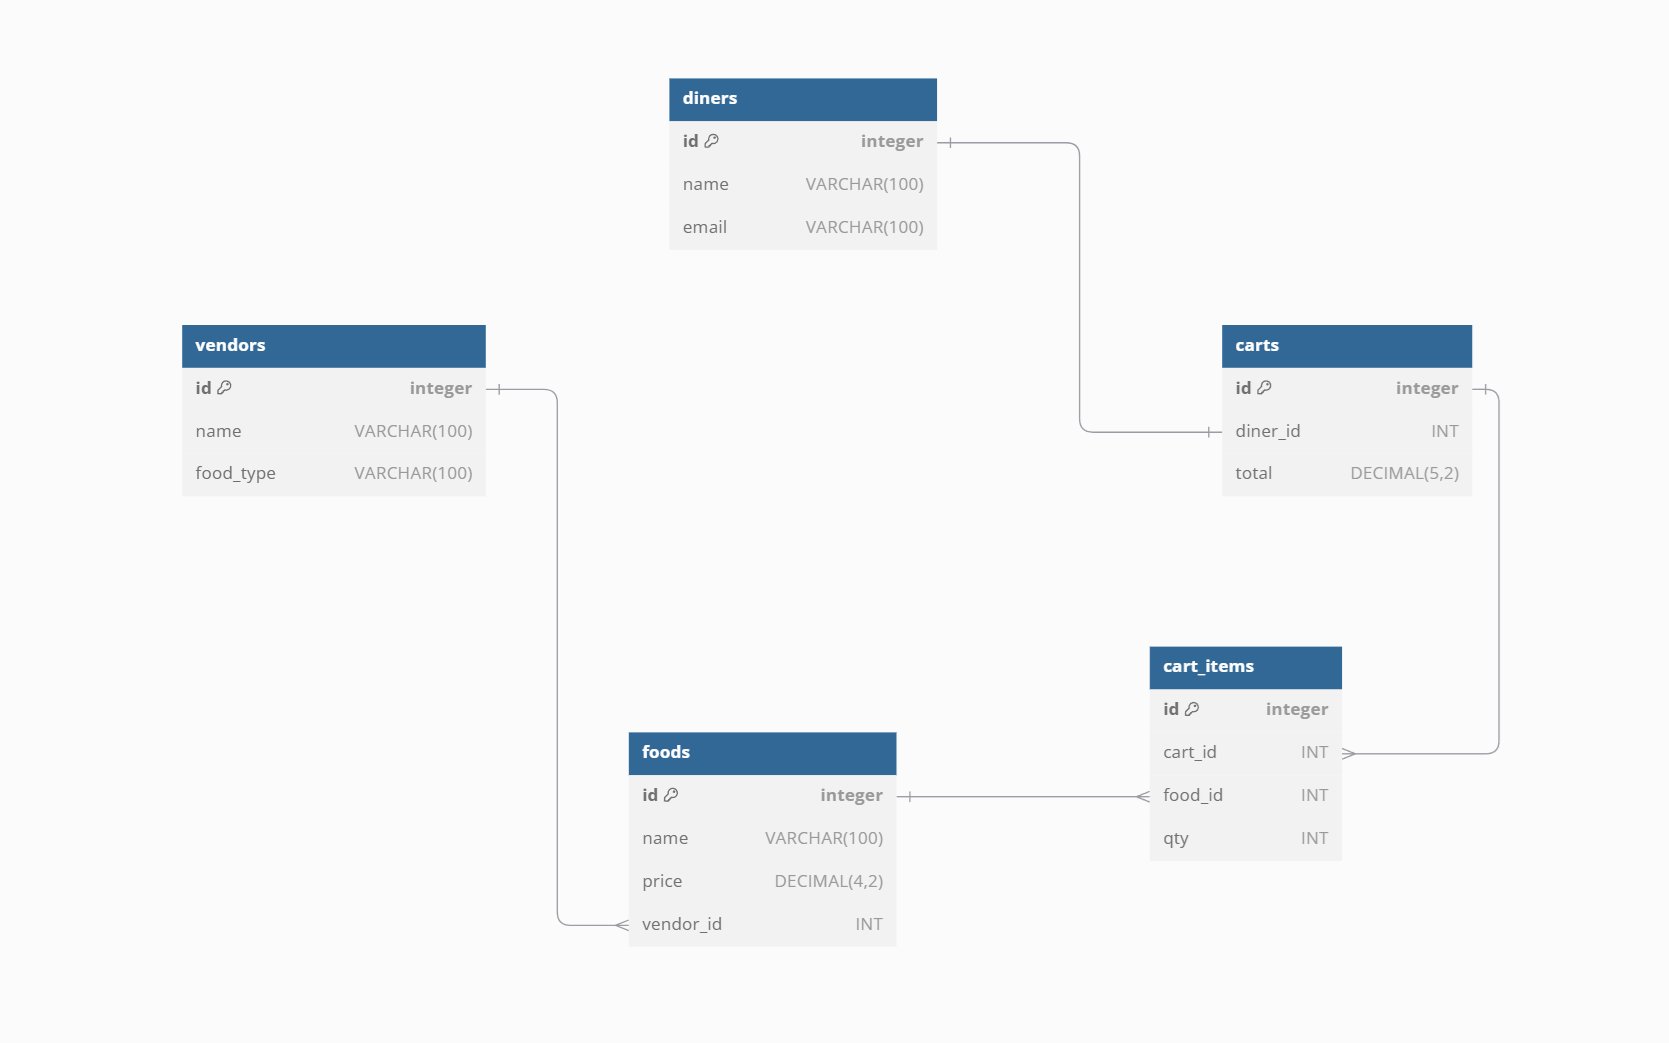 diners
id integer
name VARCHAR(100)
email VARCHAR(100)
vendors
id integer
name VARCHAR(100)
food_type VARCHAR(100)
carts
id integer
diner_id INT
total DECIMAL(5,2)
cart_items
id integer
cart_id INT
food_id INT
qty INT
foods
id integer
name VARCHAR(100)
price DECIMAL(4,2)
vendor_id INT